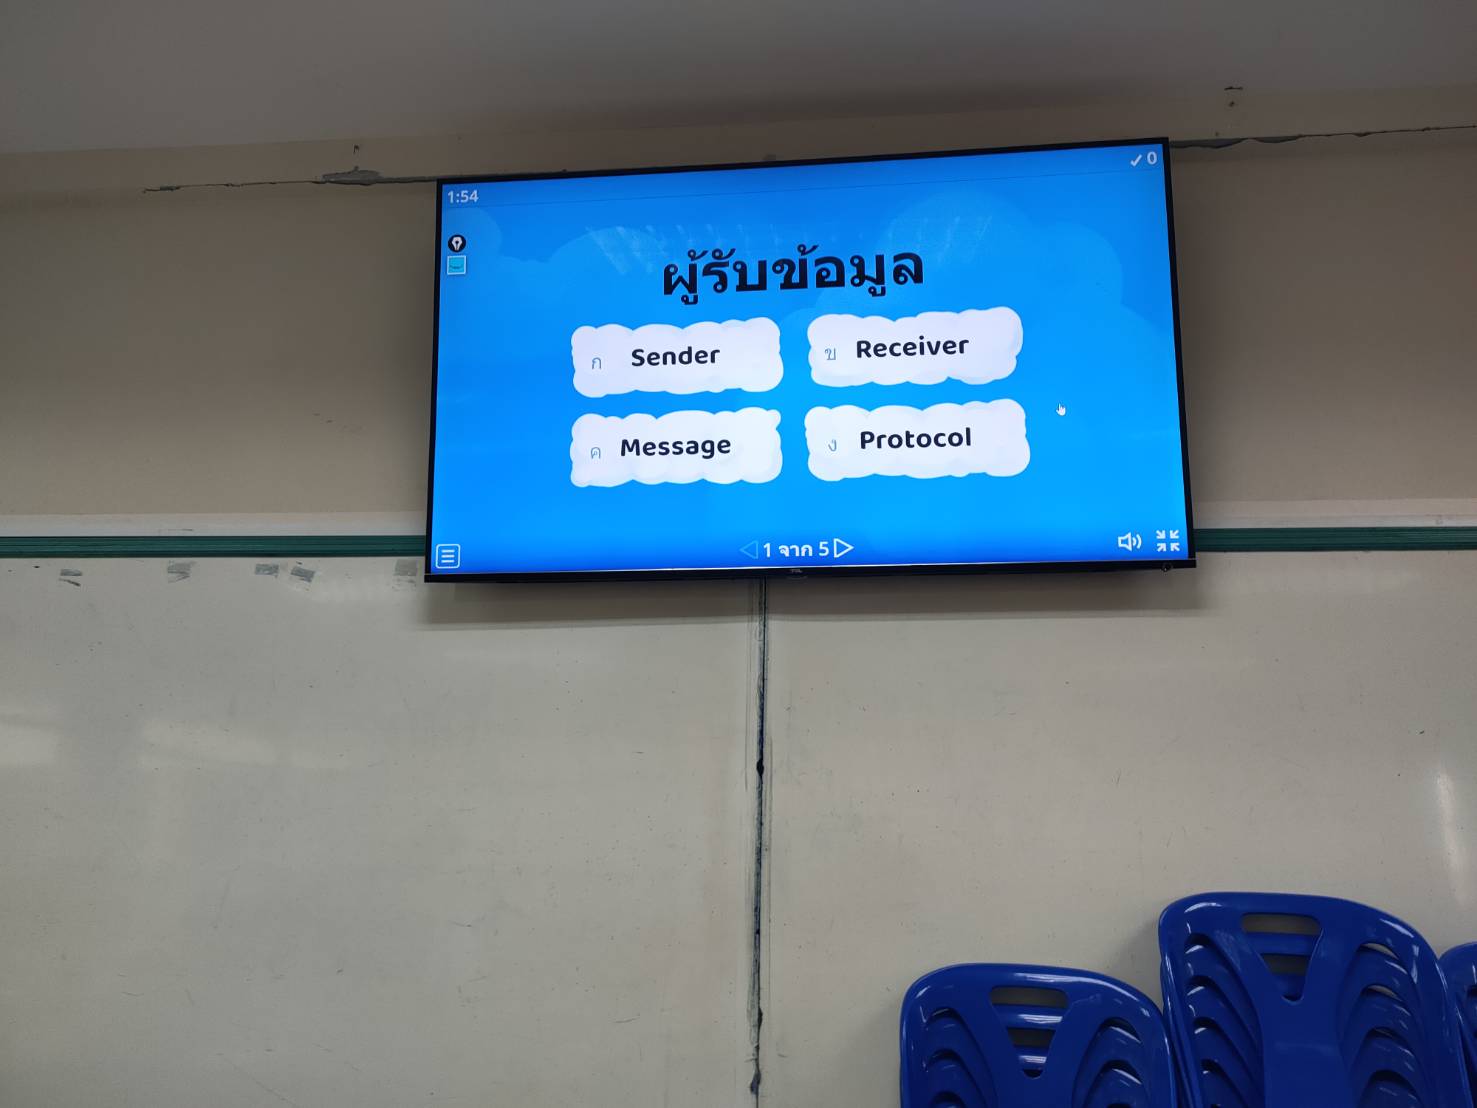 1:54
✓ 0
ผู้รับข้อมูล
ก Sender
ข Receiver
ค Message
ง Protocol
1 จาก 5
TCL